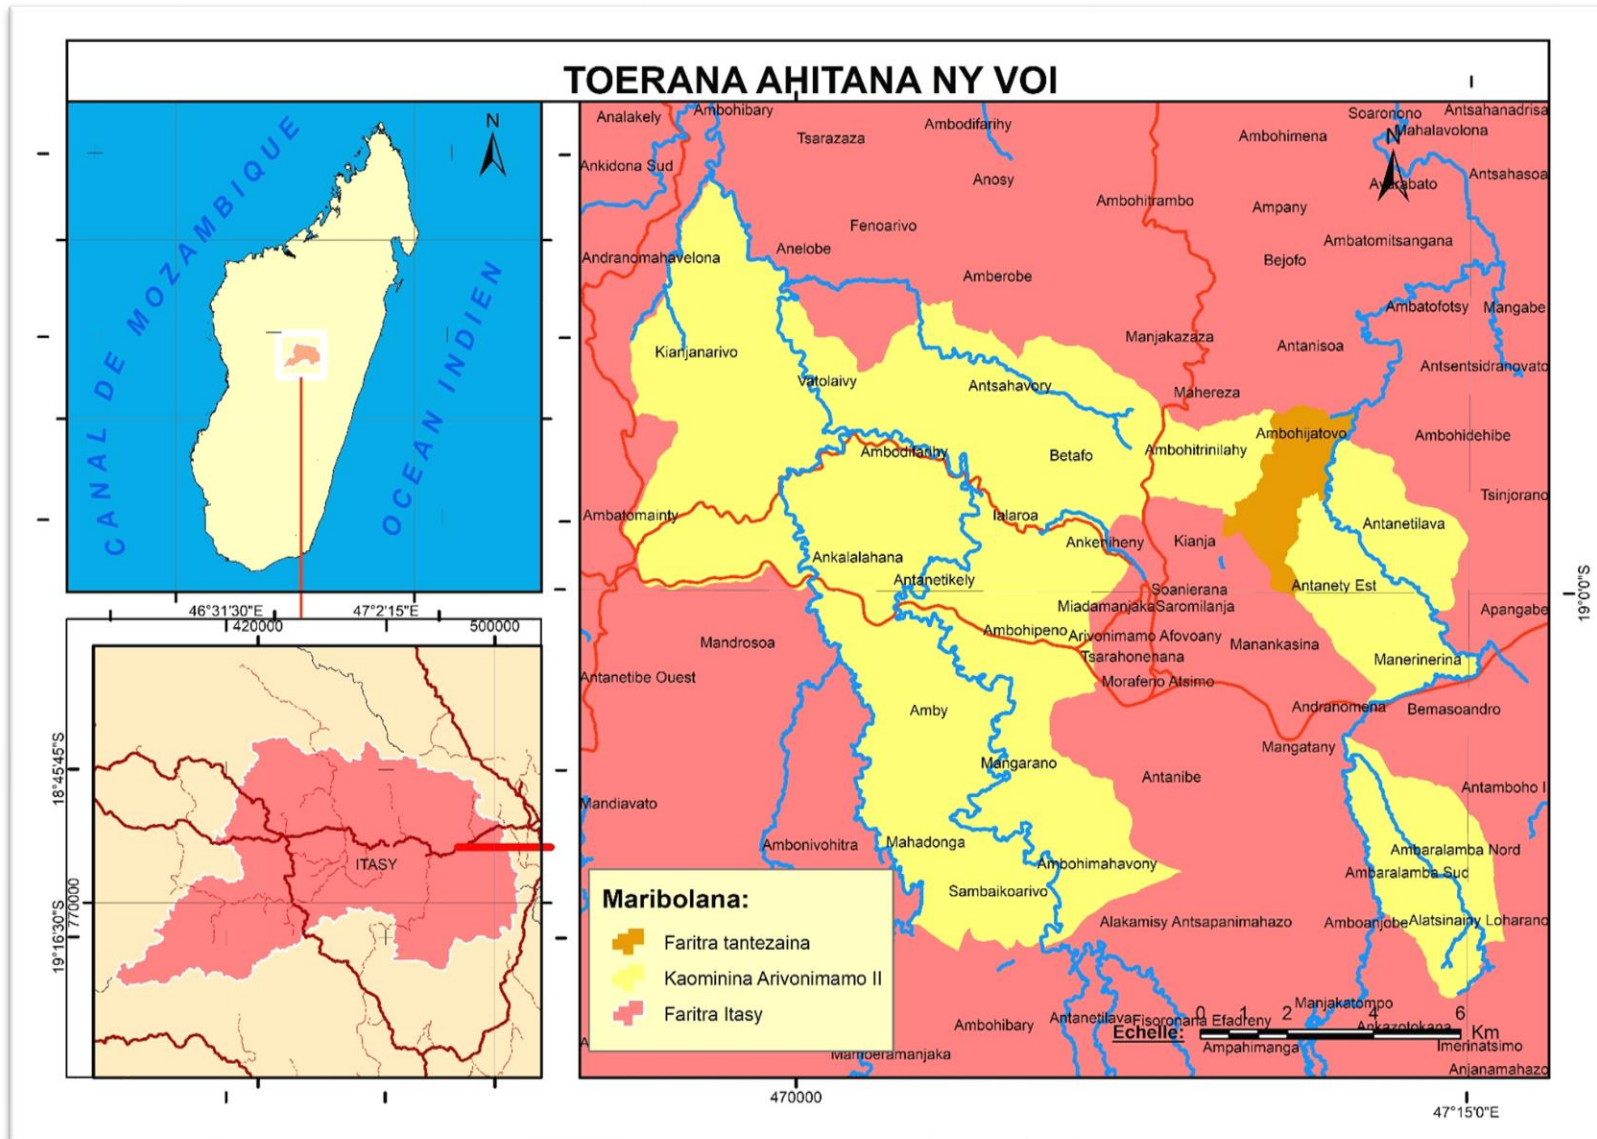 TOERANA AHITANA NY VOI
N
CANAL DE MOZAMBIQUE
OCEAN INDIEN
46°31'30"E
47°2'15"E
420000
500000
18°45'45"S
19°16'30"S
ITASY
Analakely
Ambohibary
Tsarazaza
Ambodifarihy
Soaronono
Antsahanadrisa
Ambohimena
Mahalavolona
N
Ankidona Sud
Anosy
Antsahasoa
Ambohitrambo
Ampany
Fenoarivo
Anelobe
Ambatomitsangana
Andranomahavelona
Bejofo
Amberobe
Ambatofotsy
Mangabe
Manjakazaza
Antanisoa
Kianjanarivo
Antsentsidranovato
Vatolaivy
Antsahavory
Mahereza
Ambohijatovo
Ambohidehibe
Ambodifarihy
Betafo
Ambohitrinilahy
Tsinjorano
Ambatomainty
Ialaroa
Antanetilava
Ankeniheny
Kianja
Ankalalahana
Antanetikely
Soanierana
Antanety Est
Miadamanjaka
Saromilanja
Apangabe
19°0'0"S
Ambohipeno
Arivonimamo Afovoany
Mandrosoa
Manankasina
Tsarahonenana
Manerinerina
Antanetibe Ouest
Morafeno Atsimo
Amby
Andranomena
Bemasoandro
Mangatany
Mangarano
Antanibe
Antamboho I
Mandiavato
Ambonivohitra
Mahadonga
Ambaralamba Nord
Ambohimahavony
Ambaralamba Sud
Sambaikoarivo
Alakamisy Antsapanimahazo
Amboanjobe
Alatsinainy Loharano
Maribolana:
Faritra tantezaina
Kaominina Arivonimamo II
Faritra Itasy
Manjakatompo
Ambohibary
Antanetilava
Fisoronana Efadreny
Ankazotokana
Echelle:
0 1 2 4 6
Km
Ampahimanga
Imerinatsimo
Anjanamahazo
470000
47°15'0"E